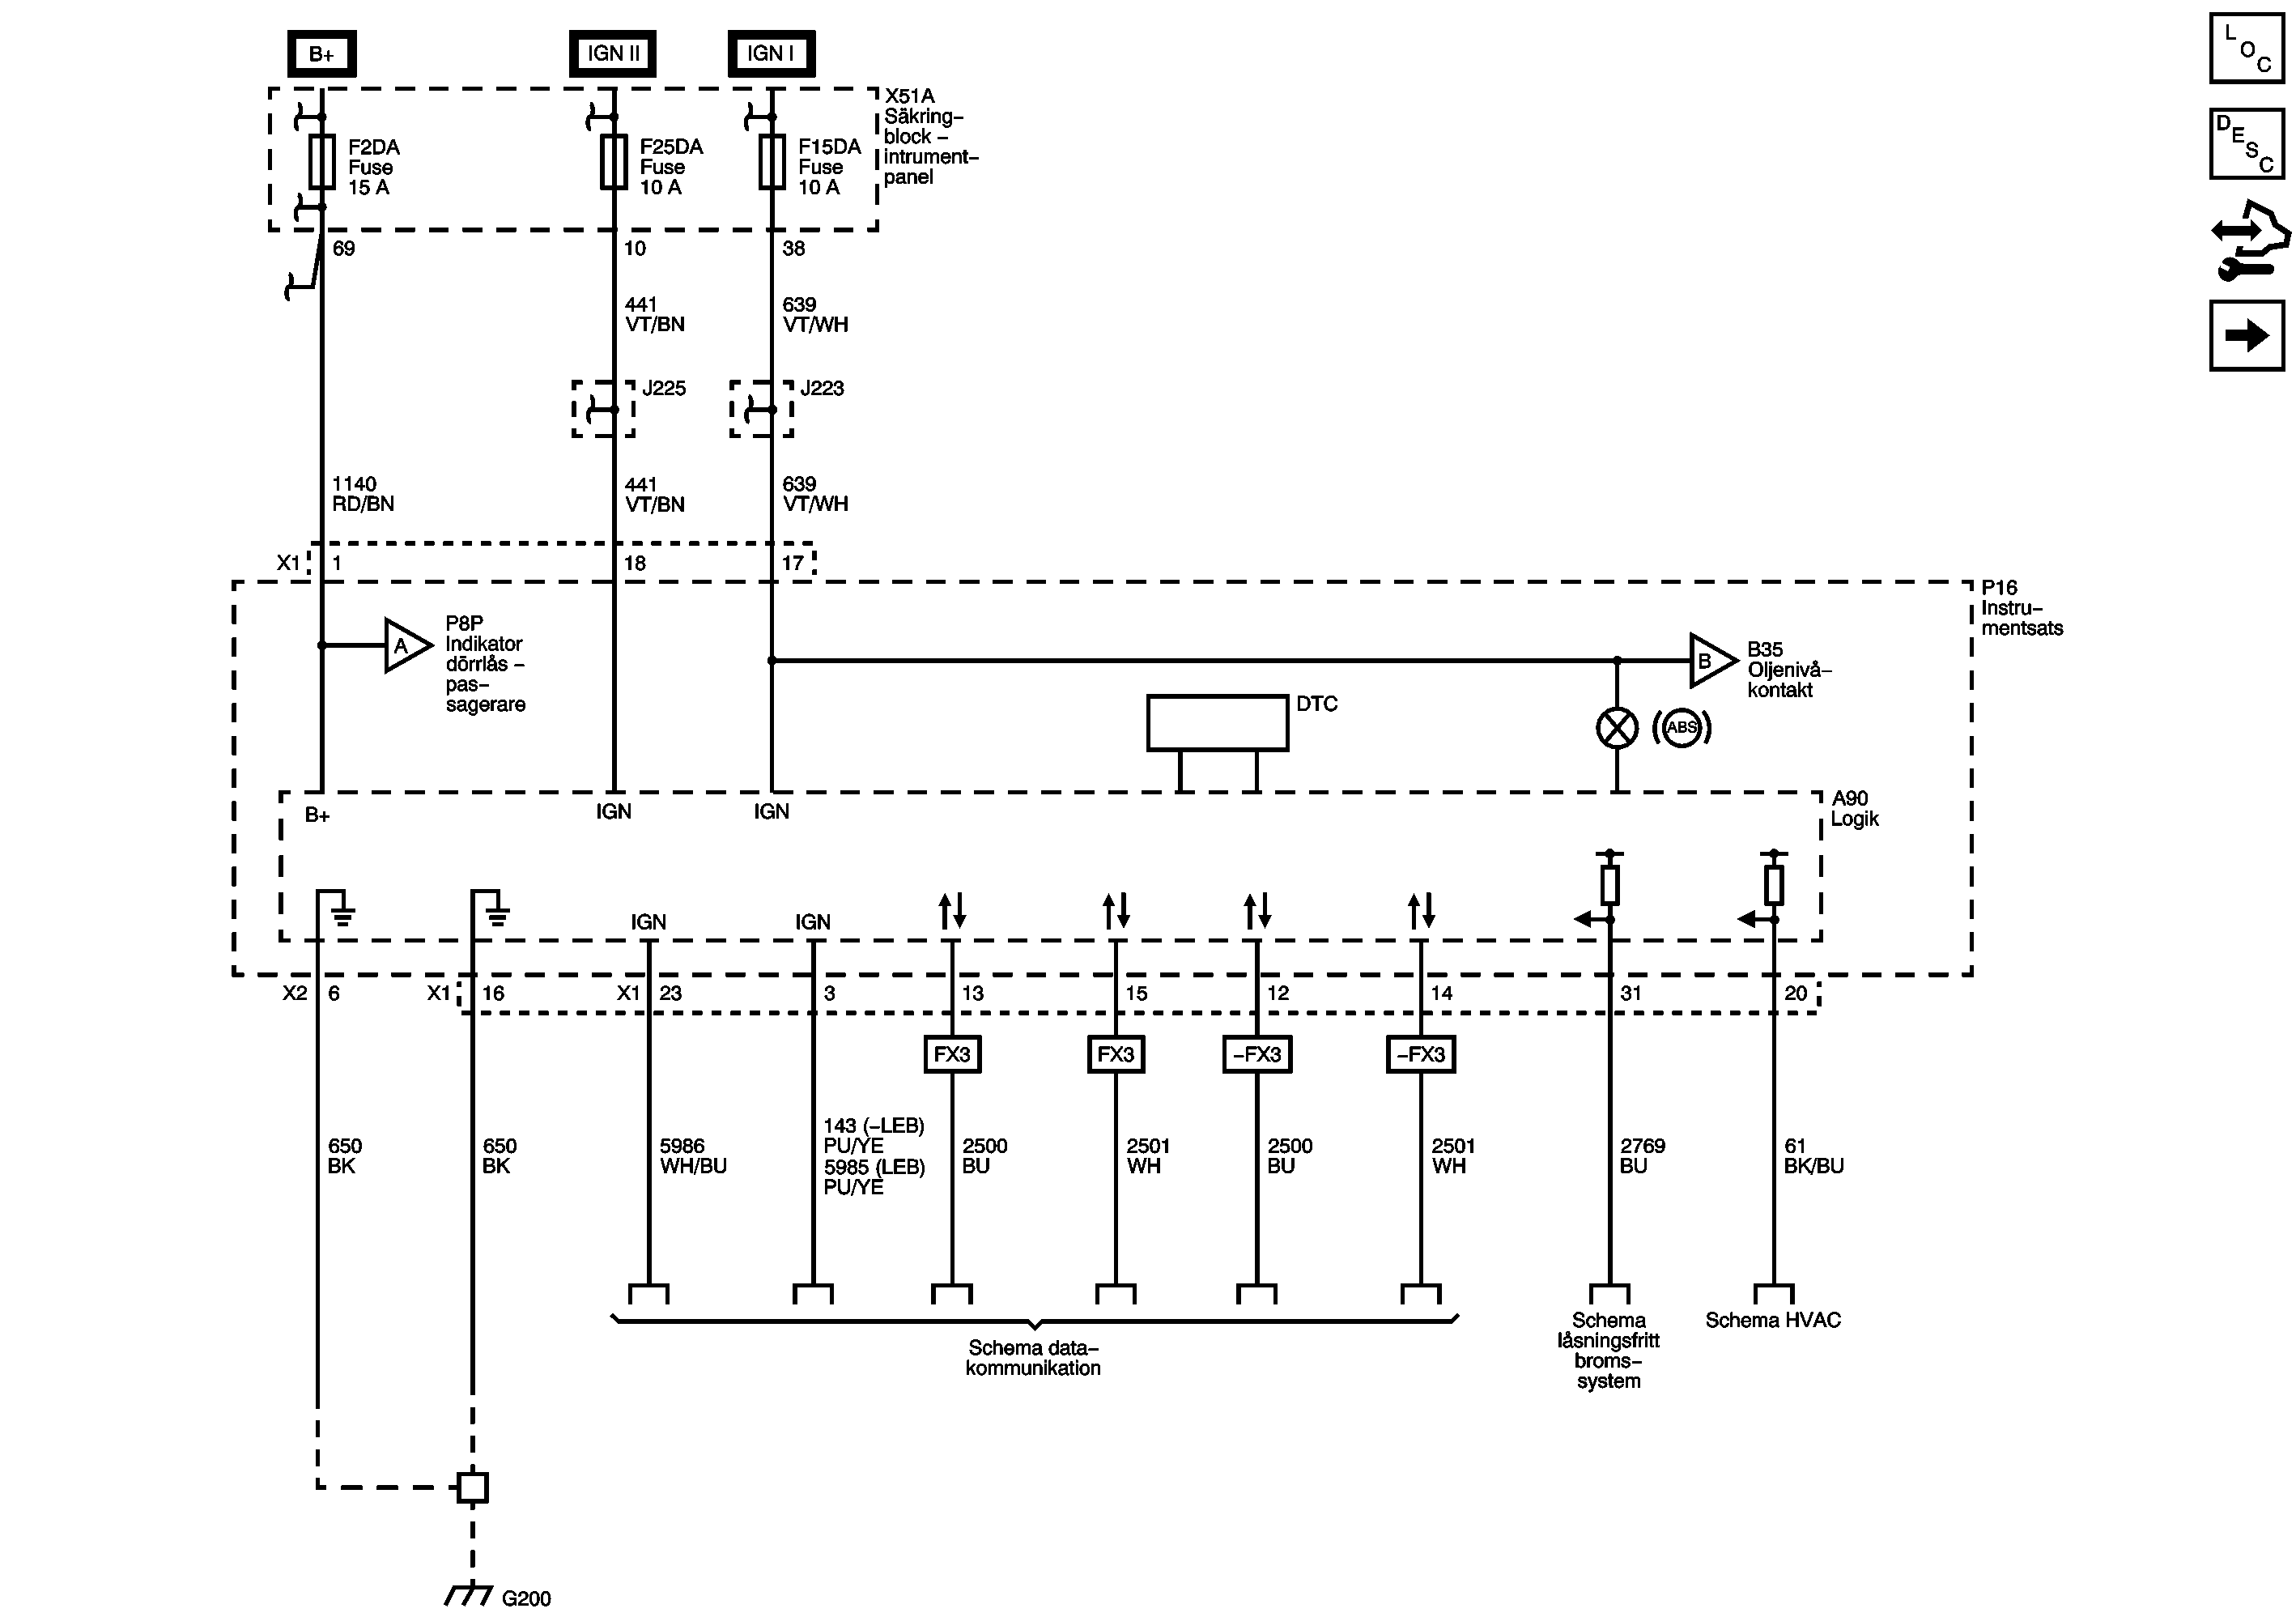 B+
IGN II
IGN I
L
O
C
X51A
Säkring–
block –
intrument–
panel
F2DA
Fuse
15 A
F25DA
Fuse
10 A
F15DA
Fuse
10 A
D
E
S
C
69
10
38
441
VT/BN
639
VT/WH
J225
J223
1140
RD/BN
441
VT/BN
639
VT/WH
X1
1
18
17
P16
Instru–
mentsats
A
P8P
Indikator
dörrlås –
pas–
sagerare
B
B35
Oljenivå–
kontakt
DTC
ABS
B+
IGN
IGN
A90
Logik
IGN
IGN
X2
6
X1
16
X1
23
3
13
15
12
14
31
20
FX3
FX3
–FX3
–FX3
650
BK
650
BK
5986
WH/BU
143 (–LEB)
PU/YE
5985 (LEB)
PU/YE
2500
BU
2501
WH
2500
BU
2501
WH
2769
BU
61
BK/BU
Schema data–
kommunikation
Schema
låsningsfritt
broms–
system
Schema HVAC
G200